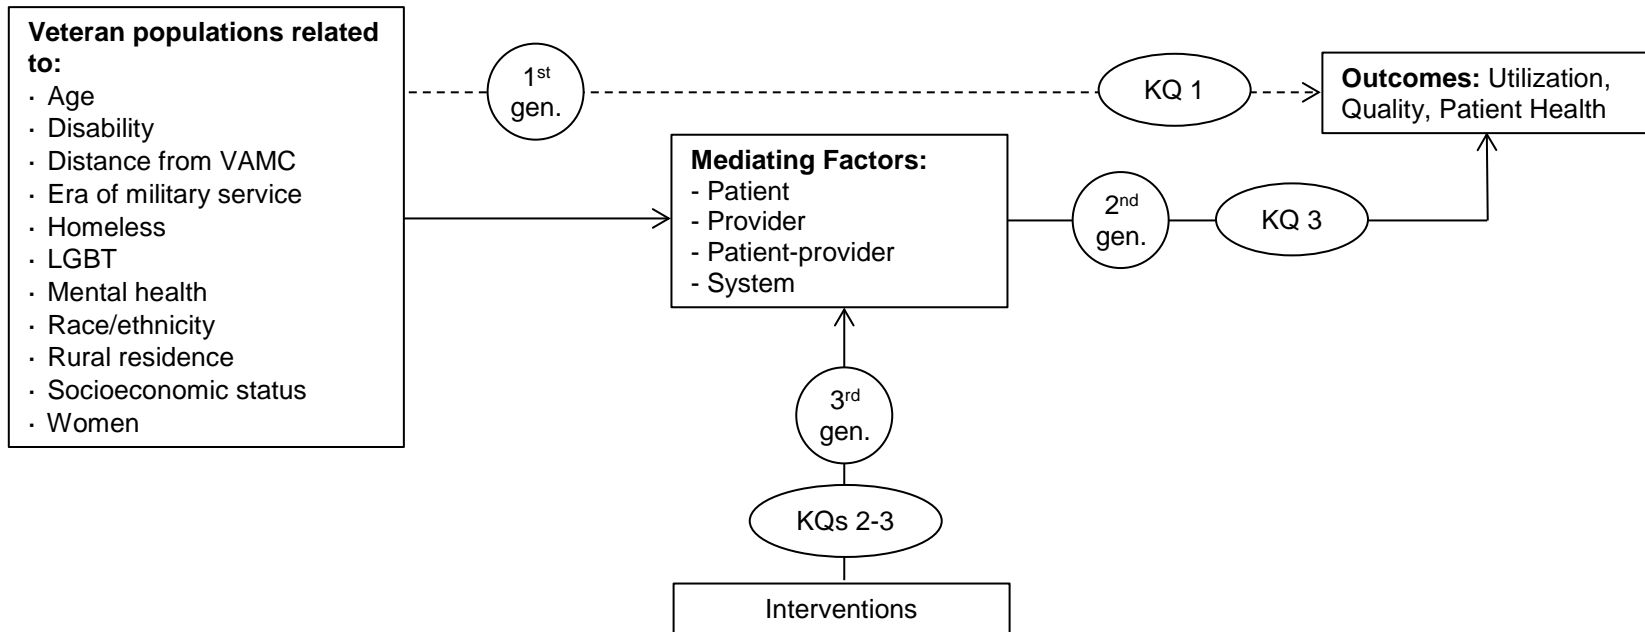 Veteran populations related
to:
· Age
· Disability
· Distance from VAMC
· Era of military service
· Homeless
· LGBT
· Mental health
· Race/ethnicity
· Rural residence
· Socioeconomic status
· Women
1st
gen.
KQ 1
Outcomes: Utilization,
Quality, Patient Health
Mediating Factors:
- Patient
- Provider
- Patient-provider
- System
2nd
gen.
KQ 3
3rd
gen.
KQs 2-3
Interventions